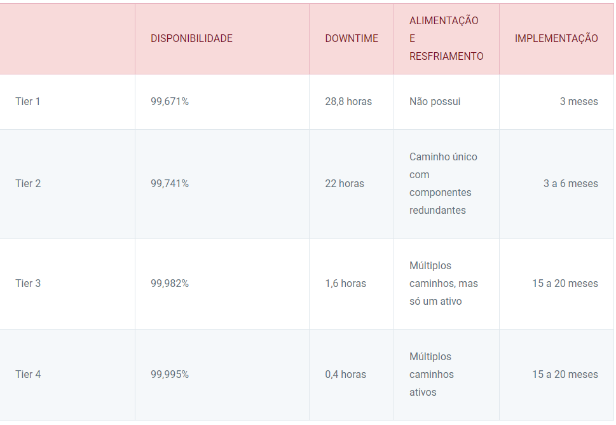 DISPONIBILIDADE DOWNTIME ALIMENTAÇÃO E RESFRIAMENTO IMPLEMENTAÇÃO
Tier 1 99,671% 28,8 horas Não possui 3 meses
Tier 2 99,741% 22 horas Caminho único com componentes redundantes 3 a 6 meses
Tier 3 99,982% 1,6 horas Múltiplos caminhos, mas só um ativo 15 a 20 meses
Tier 4 99,995% 0,4 horas Múltiplos caminhos ativos 15 a 20 meses